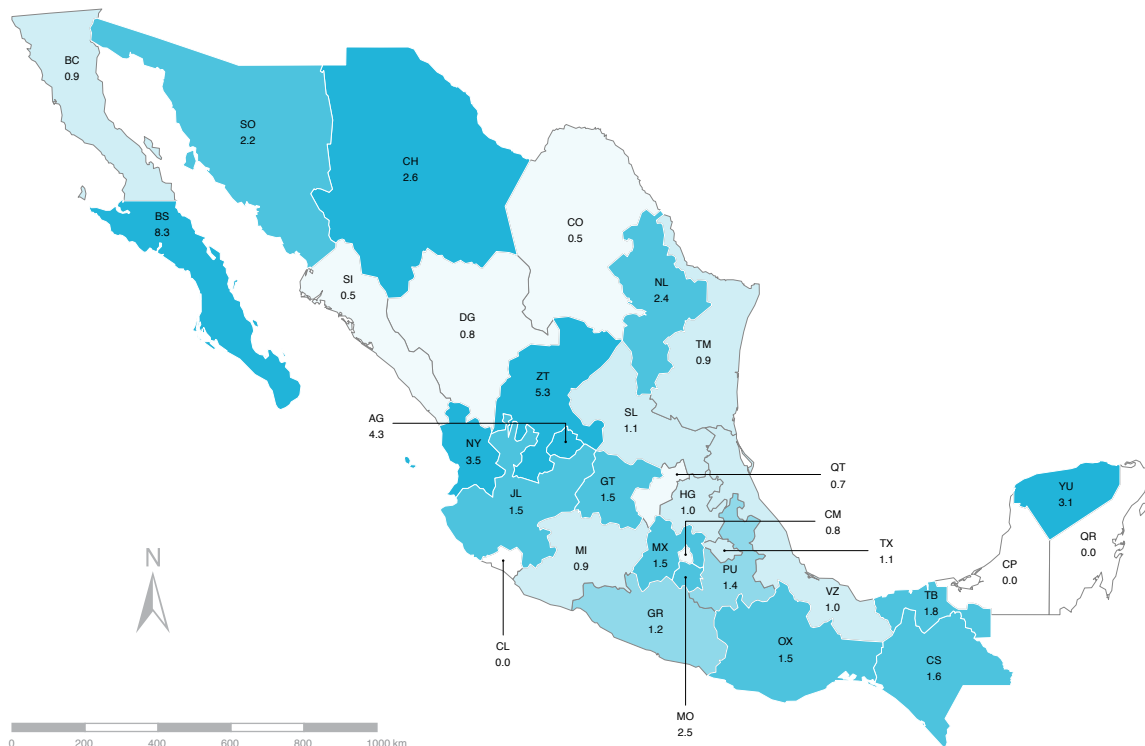 BC
0.9
SO
2.2
CH
2.6
BS
8.3
CO
0.5
SI
0.5
NL
2.4
DG
0.8
TM
0.9
ZT
5.3
SL
1.1
AG
4.3
NY
3.5
QT
0.7
GT
1.5
JL
1.5
HG
1.0
YU
3.1
CM
0.8
MX
1.5
MI
0.9
TX
1.1
QR
0.0
CP
0.0
PU
1.4
VZ
1.0
TB
1.8
GR
1.2
CL
0.0
OX
1.5
CS
1.6
MO
2.5
N
0 200 400 600 800 1000 km